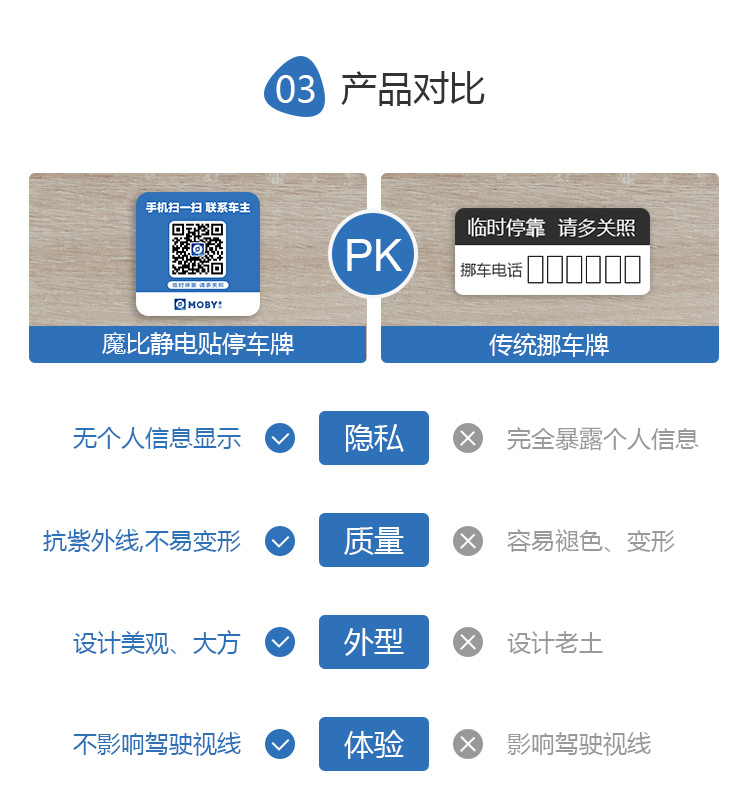 03 产品对比
手机扫一扫 联系车主
临时停靠 请多关照
MOBY
PK
临时停靠 请多关照
挪车电话
魔比静电贴停车牌
传统挪车牌
无个人信息显示 隐私 完全暴露个人信息
抗紫外线,不易变形 质量 容易褪色、变形
设计美观、大方 外型 设计老土
不影响驾驶视线 体验 影响驾驶视线